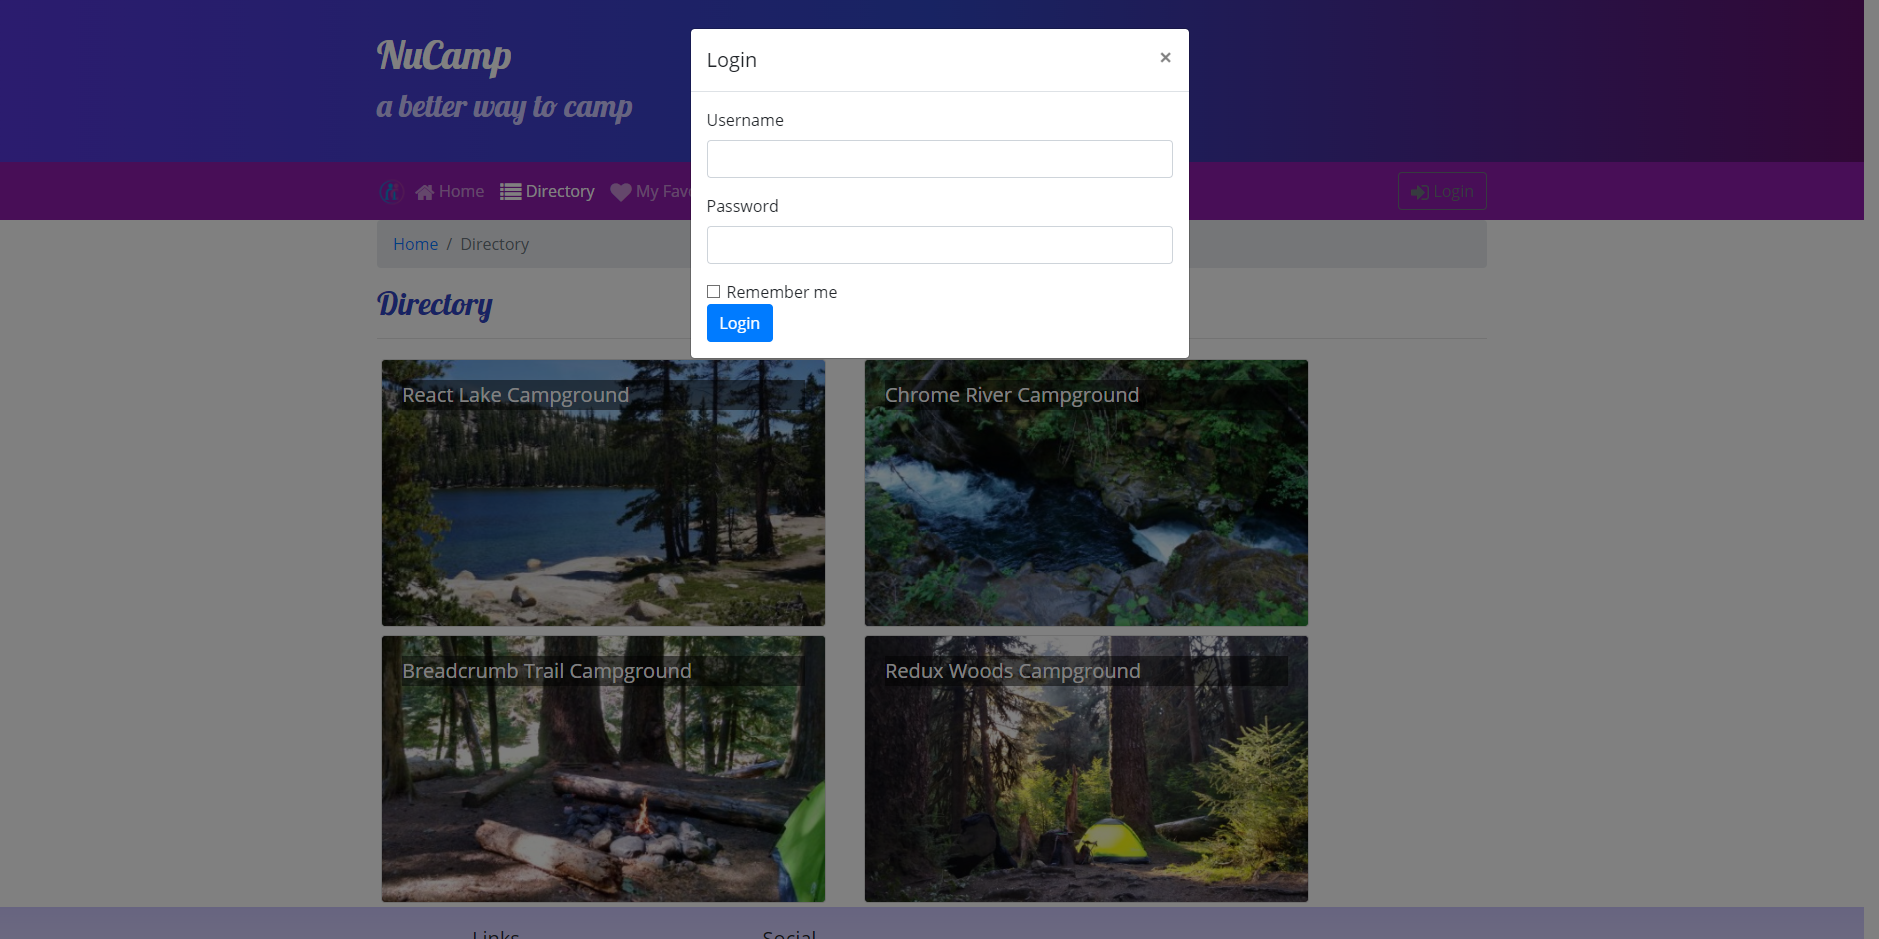 NuCamp
a better way to camp
Login ×
Username
Password
Remember me
Login
Home Directory My Favo
Login
Home / Directory
Directory
React Lake Campground
Chrome River Campground
Breadcrumb Trail Campground
Redux Woods Campground
Links Social